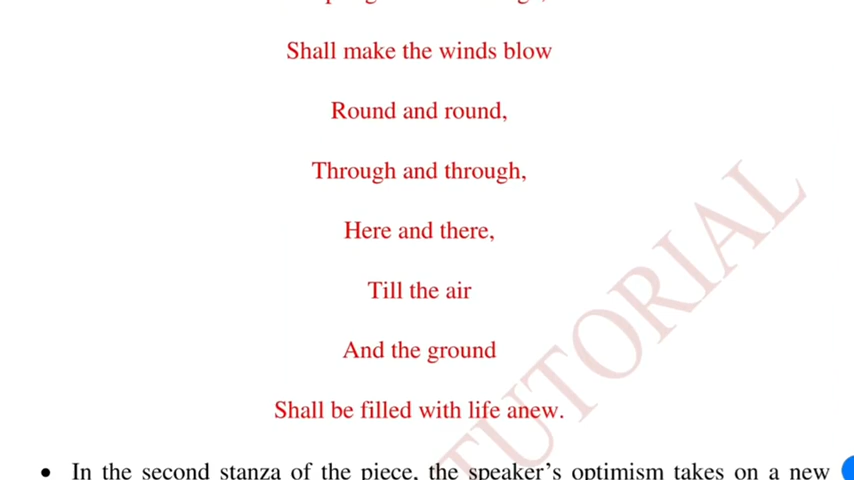 Shall make the winds blow
Round and round,
Through and through,
Here and there,
Till the air
And the ground
Shall be filled with life anew.
TUTORIAL
• In the second stanza of the piece, the speaker's optimism takes on a new